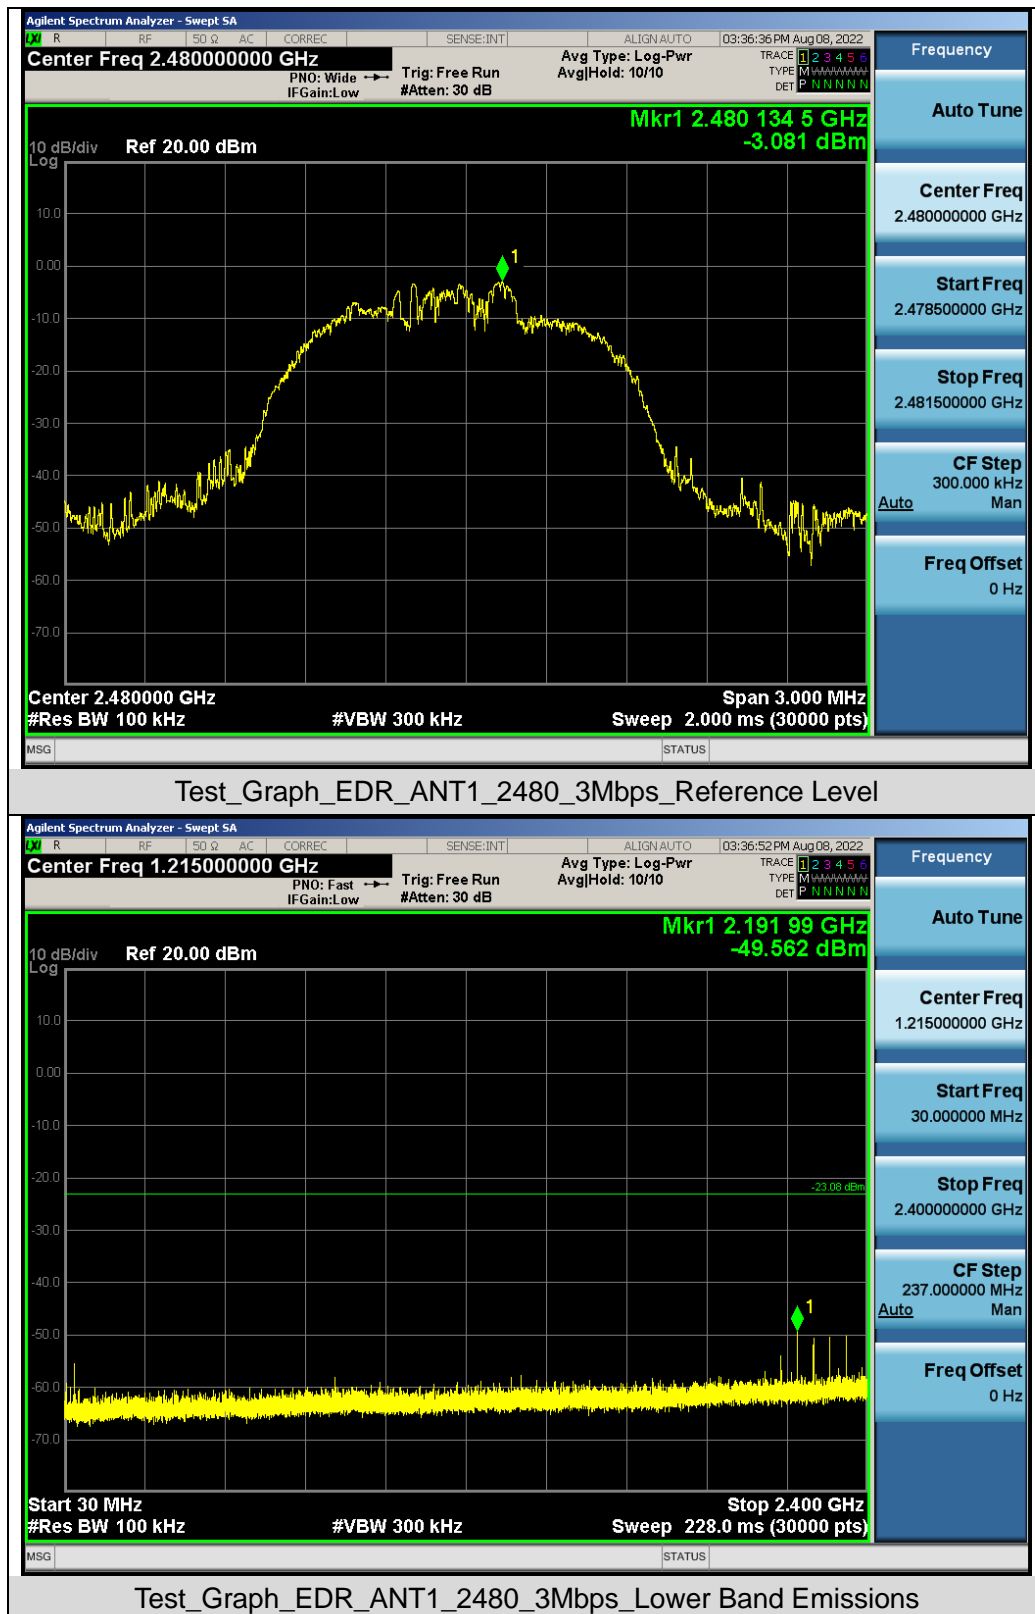 Agilent Spectrum Analyzer - Swept SA
LXI R RF 50 Ω AC CORREC SENSE:INT ALIGN AUTO 03:36:36 PM Aug 08, 2022
Center Freq 2.480000000 GHz
PNO: Wide
IFGain:Low
Trig: Free Run
#Atten: 30 dB
Avg Type: Log-Pwr
Avg|Hold: 10/10
TRACE 1 2 3 4 5 6
TYPE M
DET P N N N N N
Mkr1 2.480 134 5 GHz
-3.081 dBm
10 dB/div Ref 20.00 dBm
Log
10.0
0.00
1
-10.0
-20.0
-30.0
-40.0
-50.0
-60.0
-70.0
Center 2.480000 GHz Span 3.000 MHz
#Res BW 100 kHz #VBW 300 kHz Sweep 2.000 ms (30000 pts)
MSG STATUS
Frequency
Auto Tune
Center Freq
2.480000000 GHz
Start Freq
2.478500000 GHz
Stop Freq
2.481500000 GHz
CF Step
300.000 kHz
Auto Man
Freq Offset
0 Hz
Test_Graph_EDR_ANT1_2480_3Mbps_Reference Level
Agilent Spectrum Analyzer - Swept SA
LXI R RF 50 Ω AC CORREC SENSE:INT ALIGN AUTO 03:36:52 PM Aug 08, 2022
Center Freq 1.215000000 GHz
PNO: Fast
IFGain:Low
Trig: Free Run
#Atten: 30 dB
Avg Type: Log-Pwr
Avg|Hold: 10/10
TRACE 1 2 3 4 5 6
TYPE M
DET P N N N N N
Mkr1 2.191 99 GHz
-49.562 dBm
10 dB/div Ref 20.00 dBm
Log
10.0
0.00
-10.0
-20.0
-23.08 dBm
-30.0
-40.0
1
-50.0
-60.0
-70.0
Start 30 MHz Stop 2.400 GHz
#Res BW 100 kHz #VBW 300 kHz Sweep 228.0 ms (30000 pts)
MSG STATUS
Frequency
Auto Tune
Center Freq
1.215000000 GHz
Start Freq
30.000000 MHz
Stop Freq
2.400000000 GHz
CF Step
237.000000 MHz
Auto Man
Freq Offset
0 Hz
Test_Graph_EDR_ANT1_2480_3Mbps_Lower Band Emissions